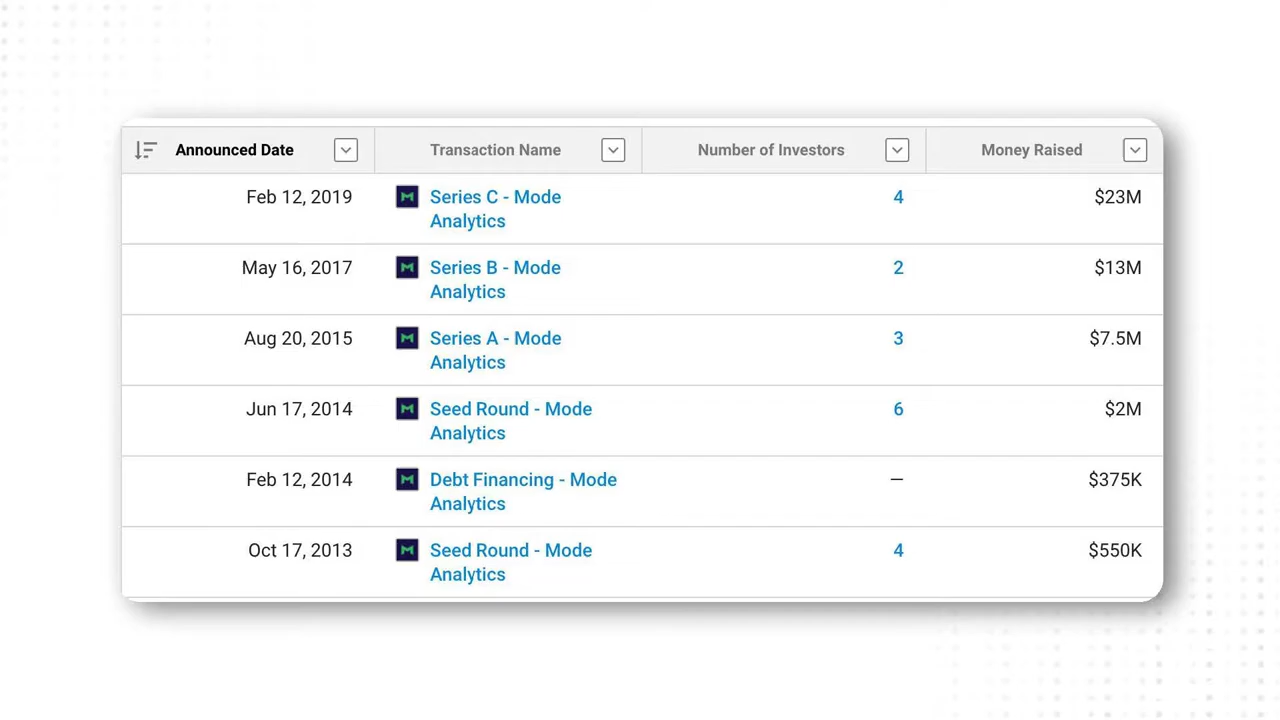 Announced Date Transaction Name Number of Investors Money Raised
Feb 12, 2019 Series C - Mode 4 $23M
Analytics
May 16, 2017 Series B - Mode 2 $13M
Analytics
Aug 20, 2015 Series A - Mode 3 $7.5M
Analytics
Jun 17, 2014 Seed Round - Mode 6 $2M
Analytics
Feb 12, 2014 Debt Financing - Mode — $375K
Analytics
Oct 17, 2013 Seed Round - Mode 4 $550K
Analytics